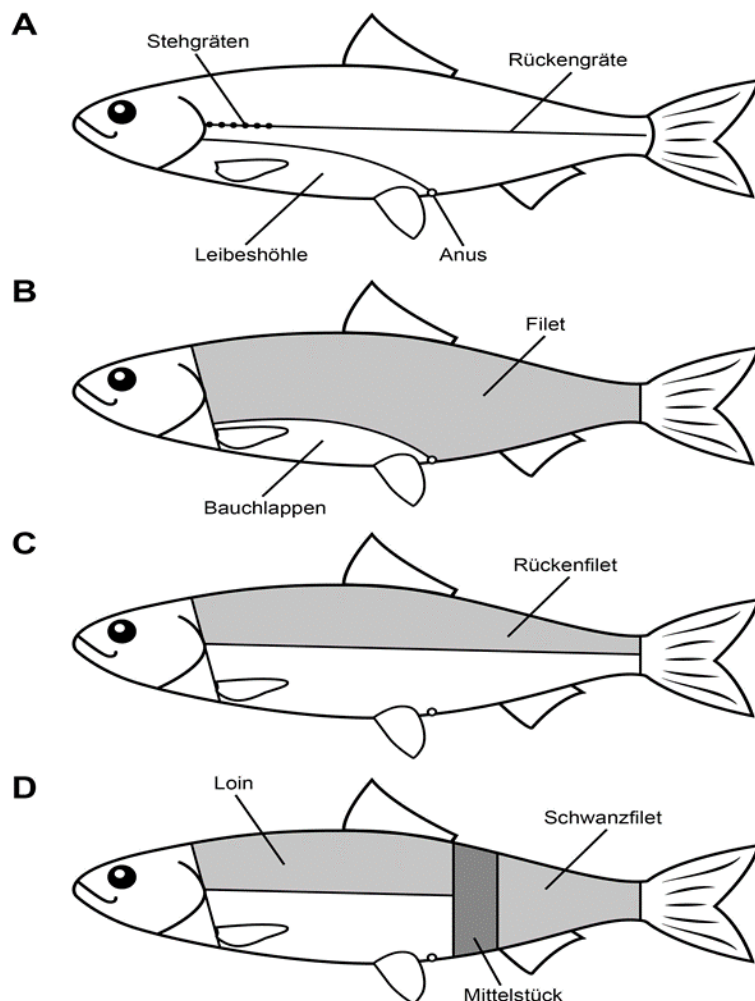 A
Stehgräten
Rückengräte
Leibeshöhle
Anus
B
Filet
Bauchlappen
C
Rückenfilet
D
Loin
Schwanzfilet
Mittelstück